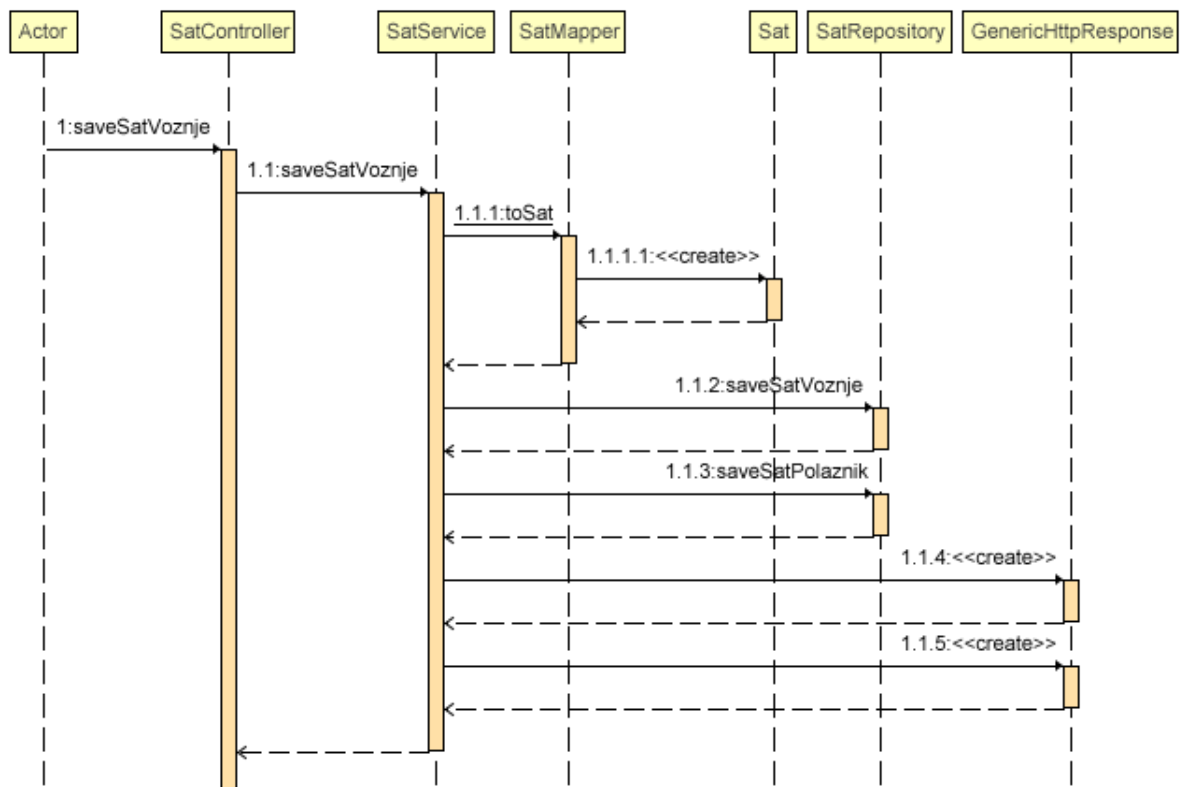 Actor SatController SatService SatMapper Sat SatRepository GenericHttpResponse
1:saveSatVoznje
1.1:saveSatVoznje
1.1.1:toSat
1.1.1.1:<<create>>
1.1.2:saveSatVoznje
1.1.3:saveSatPolaznik
1.1.4:<<create>>
1.1.5:<<create>>